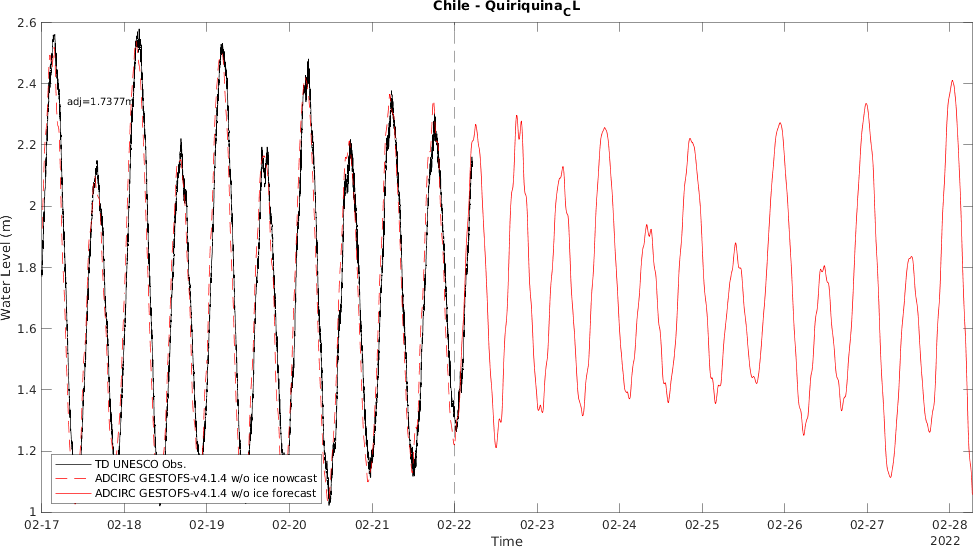 Chile - Quiriquina_CL
2.6
2.4
adj=1.7377m
2.2
2
1.8
1.6
1.4
1.2
1
Water Level (m)
TD UNESCO Obs.
ADCIRC GESTOFS-v4.1.4 w/o ice nowcast
ADCIRC GESTOFS-v4.1.4 w/o ice forecast
02-17 02-18 02-19 02-20 02-21 02-22 02-23 02-24 02-25 02-26 02-27 02-28
Time 2022